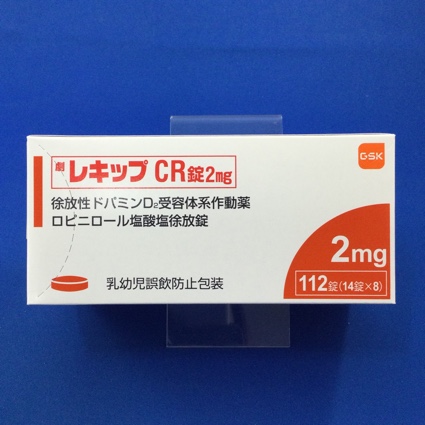 劇 レキップ CR錠2mg
GSK
徐放性ドパミンD₂受容体系作動薬
ロピニロール塩酸塩徐放錠
2mg
乳幼児誤飲防止包装
112錠(14錠×8)